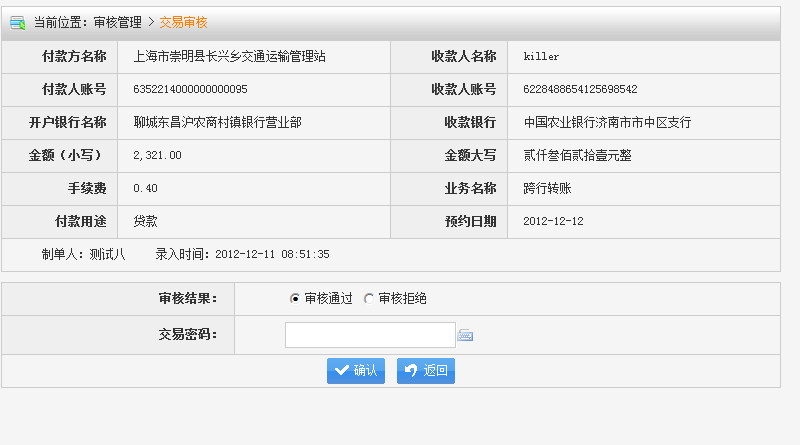 当前位置：审核管理 > 交易审核
付款方名称 上海市崇明县长兴乡交通运输管理站 收款人名称 killer
付款人账号 6352214000000000095 收款人账号 6228488654125698542
开户银行名称 聊城东昌沪农商村镇银行营业部 收款银行 中国农业银行济南市市中区支行
金额（小写） 2,321.00 金额大写 贰仟叁佰贰拾壹元整
手续费 0.40 业务名称 跨行转账
付款用途 贷款 预约日期 2012-12-12
制单人：测试八 录入时间：2012-12-11 08:51:35
审核结果： 审核通过 审核拒绝
交易密码：
确认 返回